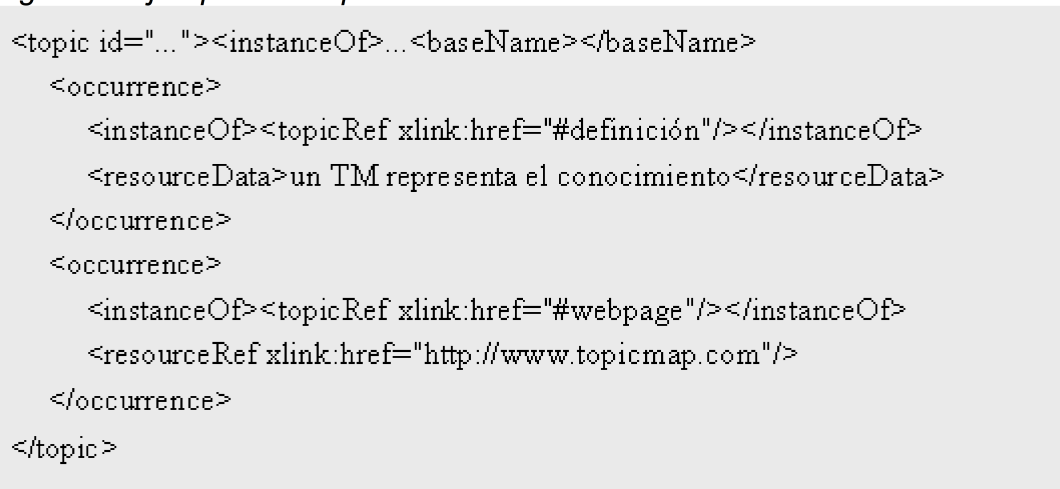 <topic id="..."><instanceOf>...<baseName></baseName>
<occurrence>
<instanceOf><topicRef xlink:href="#definición"/></instanceOf>
<resourceData>un TM representa el conocimiento</resourceData>
</occurrence>
<occurrence>
<instanceOf><topicRef xlink:href="#webpage"/></instanceOf>
<resourceRef xlink:href="http://www.topicmap.com"/>
</occurrence>
</topic>